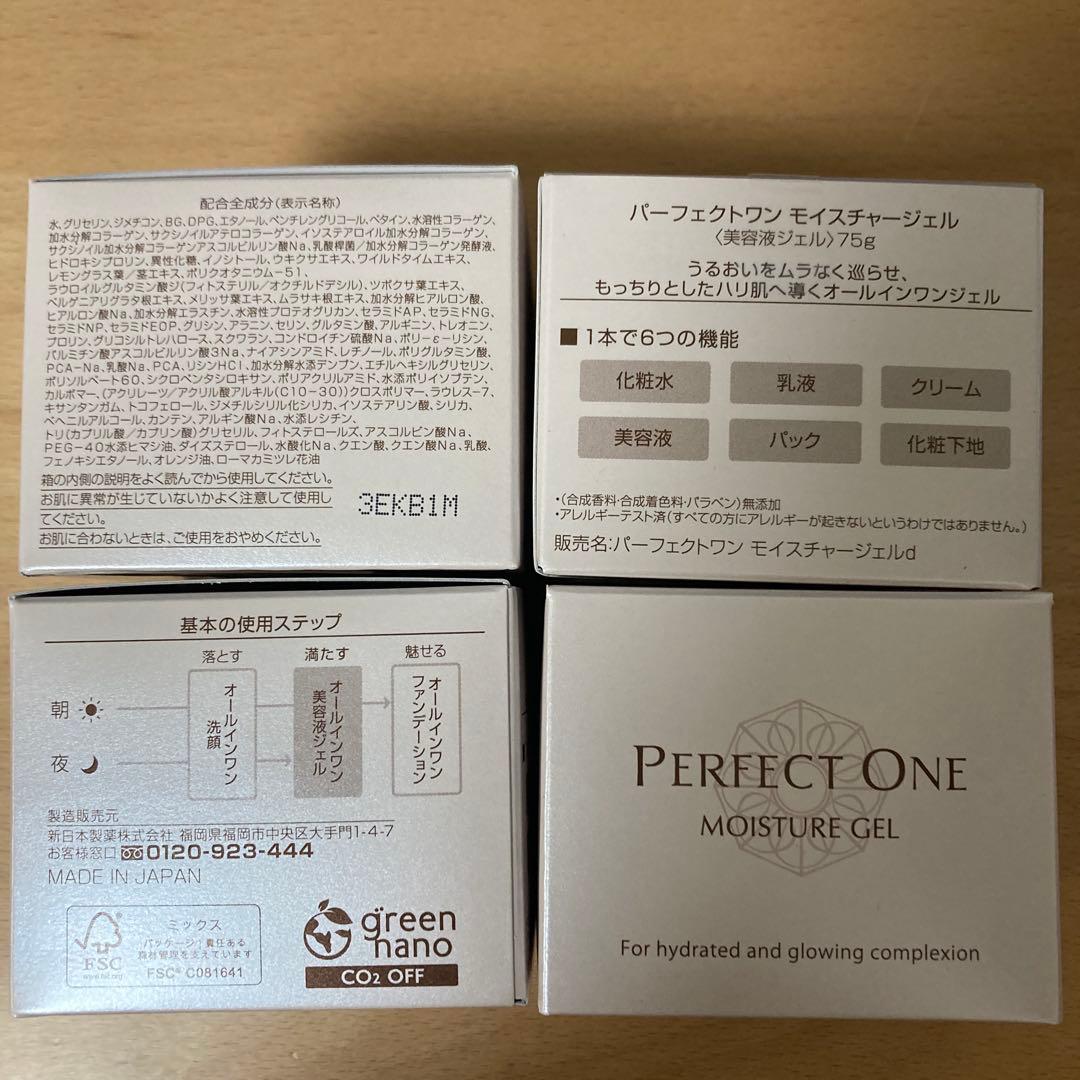 配合全成分(表示名称)
水、グリセリン、ジメチコン、BG、DPG、エタノール、ペンチレングリコール、ベタイン、水溶性コラーゲン、
加水分解コラーゲン、サクシノイルアテロコラーゲン、イソステアロイル加水分解コラーゲン、
サクシノイル加水分解コラーゲンアスコルビルリン酸Na、乳酸桿菌/加水分解コラーゲン発酵液、
ヒドロキシプロリン、異性化糖、イノシトール、ウキクサエキス、ワイルドタイムエキス、
レモングラス葉/茎エキス、ポリクオタニウム-51、
ラウロイルグルタミン酸ジ(フィトステリル/オクチルドデシル)、ツボクサ葉エキス、
ベルゲニアリグラタ根エキス、メリッサ葉エキス、ムラサキ根エキス、加水分解ヒアルロン酸、
ヒアルロン酸Na、加水分解エラスチン、水溶性プロテオグリカン、セラミドAP、セラミドNG、
セラミドNP、セラミドEOP、グリシン、アラニン、セリン、グルタミン酸、アルギニン、トレオニン、
プロリン、グリコシルトレハロース、スクワラン、コンドロイチン硫酸Na、ポリ-ε-リシン、
パルミチン酸アスコルビルリン酸3Na、ナイアシンアミド、レチノール、ポリグルタミン酸、
PCA-Na、乳酸Na、PCA、リシンHCl、加水分解水添デンプン、エチルヘキシルグリセリン、
ポリソルベート60、シクロペンタシロキサン、ポリアクリルアミド、水添ポリイソブテン、
カルボマー、(アクリレーツ/アクリル酸アルキル(C10-30))クロスポリマー、ラウレス-7、
キサンタンガム、トコフェロール、ジメチルシリル化シリカ、イソステアリン酸、シリカ、
ベヘニルアルコール、カンテン、アルギン酸Na、水添レシチン、
トリ(カプリル酸/カプリン酸)グリセリル、フィトステロールズ、アスコルビン酸Na、
PEG-40水添ヒマシ油、ダイズステロール、水酸化Na、クエン酸、クエン酸Na、乳酸、
フェノキシエタノール、オレンジ油、ローマカミツレ花油
箱の内側の説明をよく読んでから使用してください。
お肌に異常が生じていないかよく注意して使用し
てください。
お肌に合わないときは、ご使用をおやめください。
3EKB1M
パーフェクトワン モイスチャージェル
〈美容液ジェル〉75g
うるおいをムラなく巡らせ、
もっちりとしたハリ肌へ導くオールインワンジェル
■1本で6つの機能
化粧水 乳液 クリーム
美容液 パック 化粧下地
・(合成香料・合成着色料・パラベン)無添加
・アレルギーテスト済(すべての方にアレルギーが起きないというわけではありません。)
販売名:パーフェクトワン モイスチャージェルd
基本の使用ステップ
落とす 満たす 魅せる
朝
夜
オールインワン
洗顔
オールインワン
美容液ジェル
オールインワン
ファンデーション
製造販売元
新日本製薬株式会社 福岡県福岡市中央区大手門1-4-7
お客様窓口 0120-923-444
MADE IN JAPAN
FSC
www.fsc.org
ミックス
パッケージ|責任ある
森林管理を支えています
FSC® C081641
green
nano
CO2 OFF
PERFECT ONE
MOISTURE GEL
For hydrated and glowing complexion